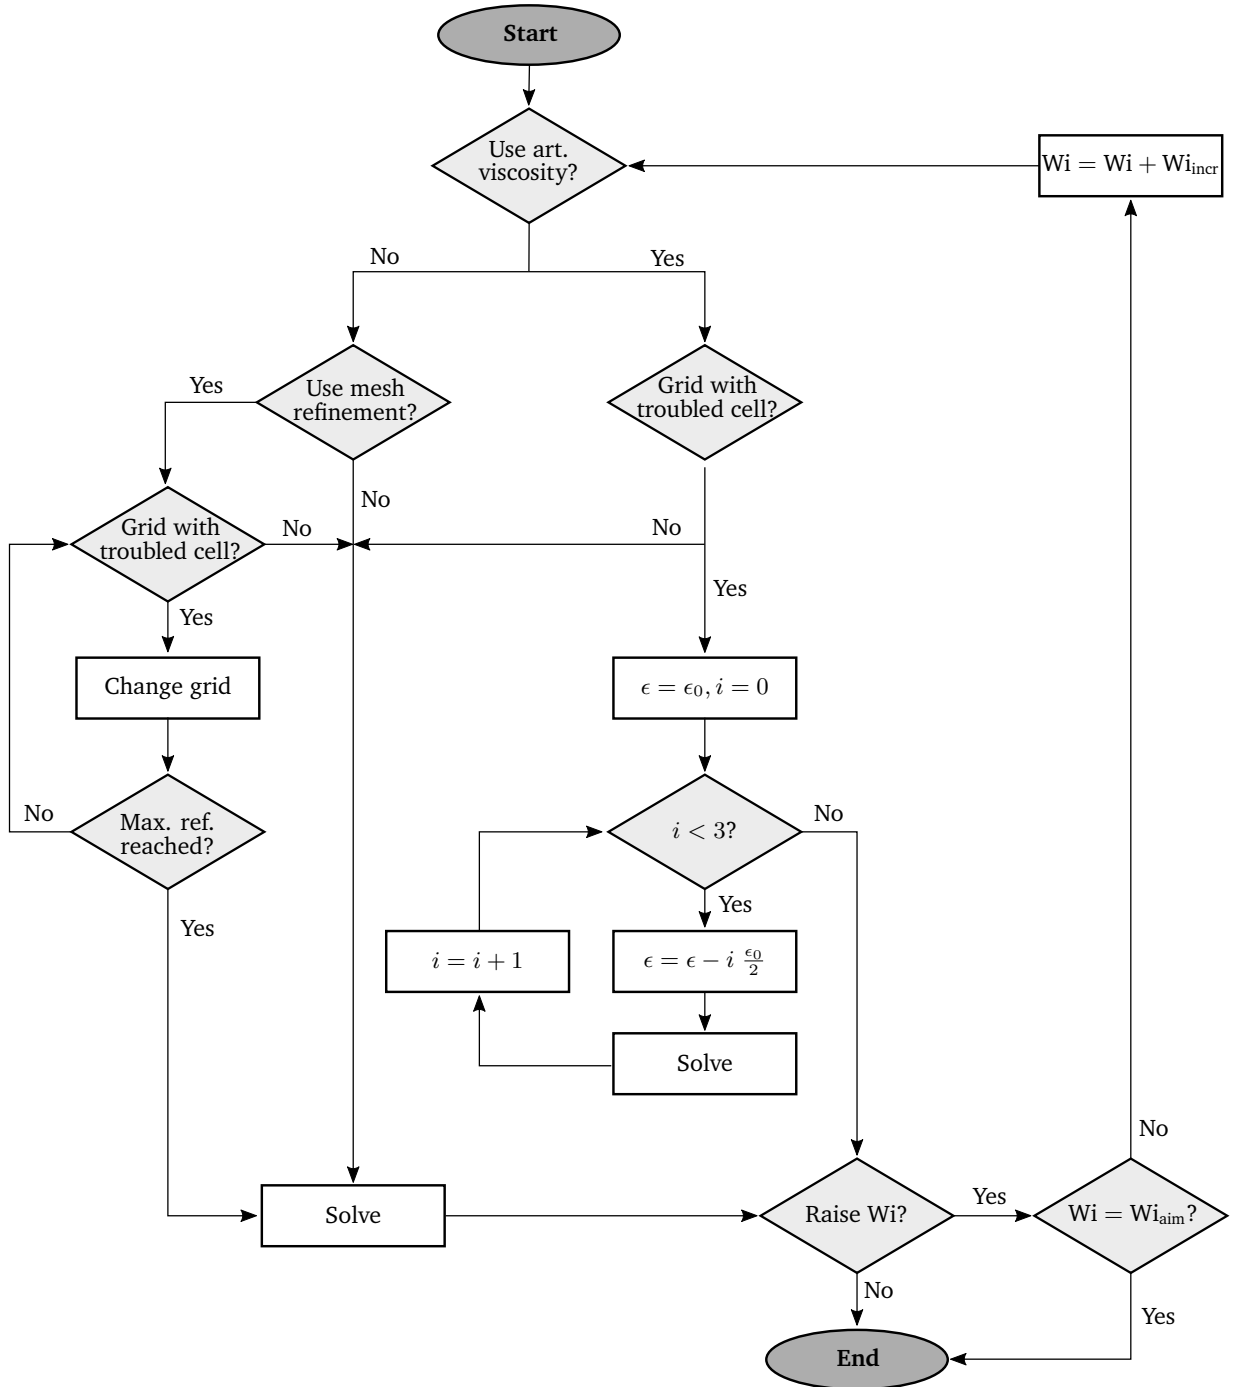 Start
Use art.
viscosity?
Wi = Wi + Wi_incr
No
Yes
Use mesh
refinement?
Grid with
troubled cell?
Yes
No
Grid with
troubled cell?
No
No
Yes
Yes
Change grid
ϵ = ϵ₀, i = 0
No
Max. ref.
reached?
i < 3?
No
Yes
Yes
i = i + 1
ϵ = ϵ − i ϵ₀/2
Solve
No
Solve
Raise Wi?
Yes
Wi = Wi_aim?
No
Yes
End